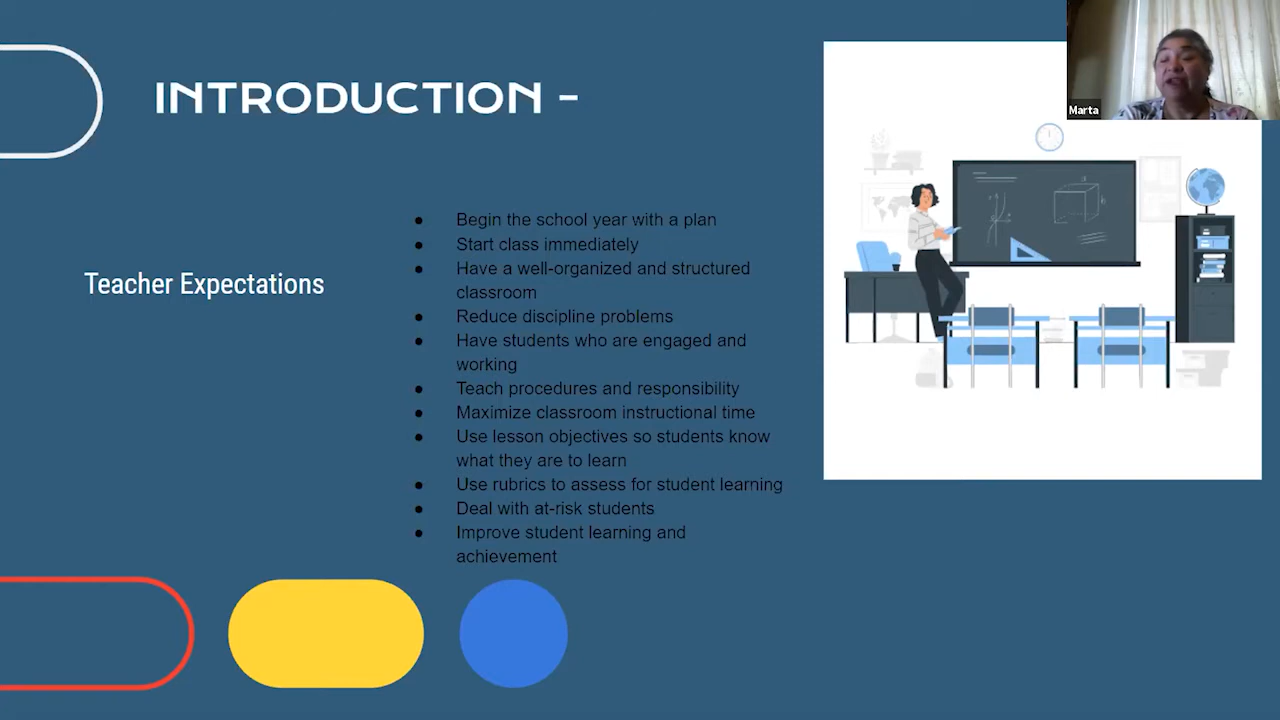 INTRODUCTION -
Marta
Teacher Expectations
● Begin the school year with a plan
● Start class immediately
● Have a well-organized and structured
classroom
● Reduce discipline problems
● Have students who are engaged and
working
● Teach procedures and responsibility
● Maximize classroom instructional time
● Use lesson objectives so students know
what they are to learn
● Use rubrics to assess for student learning
● Deal with at-risk students
● Improve student learning and
achievement